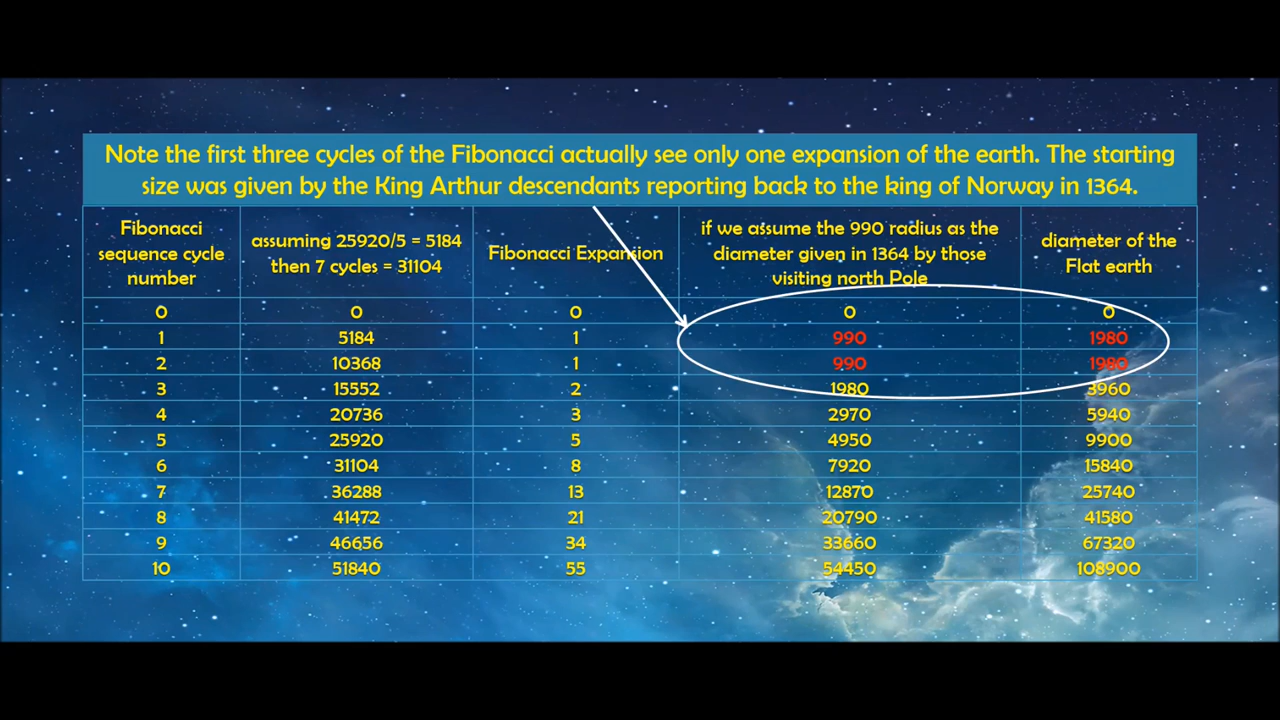 Note the first three cycles of the Fibonacci actually see only one expansion of the earth. The starting
size was given by the King Arthur descendants reporting back to the king of Norway in 1364.
Fibonacci
sequence cycle
number
assuming 25920/5 = 5184
then 7 cycles = 31104
Fibonacci Expansion
if we assume the 990 radius as the
diameter given in 1364 by those
visiting north Pole
diameter of the
Flat earth
0 0 0 0 0
1 5184 1 990 1980
2 10368 1 990 1980
3 15552 2 1980 3960
4 20736 3 2970 5940
5 25920 5 4950 9900
6 31104 8 7920 15840
7 36288 13 12870 25740
8 41472 21 20790 41580
9 46656 34 33660 67320
10 51840 55 54450 108900